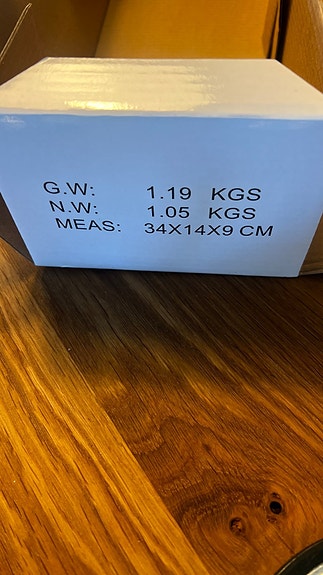 G.W: 1.19 KGS
N.W: 1.05 KGS
MEAS: 34X14X9 CM